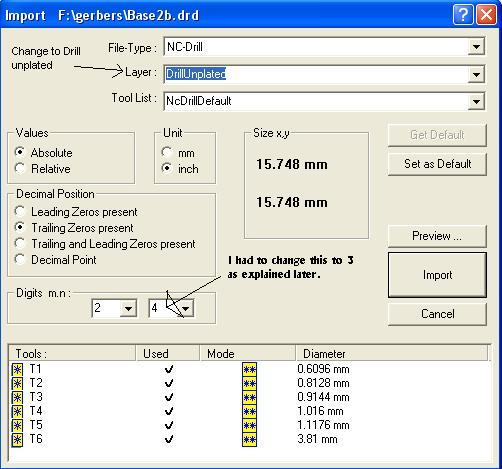 Import F:\gerbers\Base2b.drd
Change to Drill
unplated
File-Type : NC-Drill
Layer : DrillUnplated
Tool List : NcDrillDefault
Values
Absolute
Relative
Unit
mm
inch
Size x,y
15.748 mm
15.748 mm
Get Default
Set as Default
Decimal Position
Leading Zeros present
Trailing Zeros present
Trailing and Leading Zeros present
Decimal Point
I had to change this to 3
as explained later.
Preview ...
Import
Cancel
Digits m.n :
2 4
Tools : Used Mode Diameter
T1 0.6096 mm
T2 0.8128 mm
T3 0.9144 mm
T4 1.016 mm
T5 1.1176 mm
T6 3.81 mm